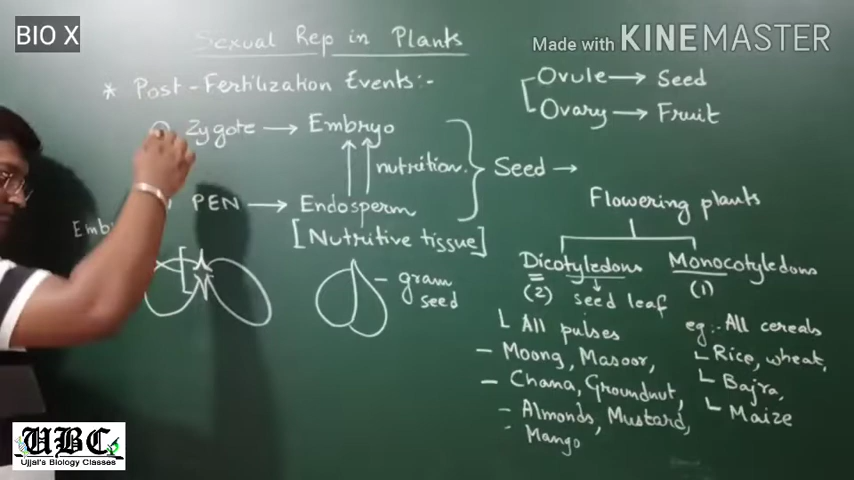 BIO X
Sexual Rep in Plants
Made with KINEMASTER
* Post-Fertilization Events:-
Zygote → Embryo
nutrition.
Seed →
PEN → Endosperm
[Nutritive tissue]
gram
seed
Ovule → Seed
Ovary → Fruit
Flowering plants
Dicotyledons
(2) seed leaf
All pulses
- Moong, Masoor,
- Chana, Groundnut,
- Almonds, Mustard,
- Mango
Monocotyledons
(1)
eg:- All cereals
Rice, wheat,
Bajra,
Maize
UBC
Ujjal's Biology Classes